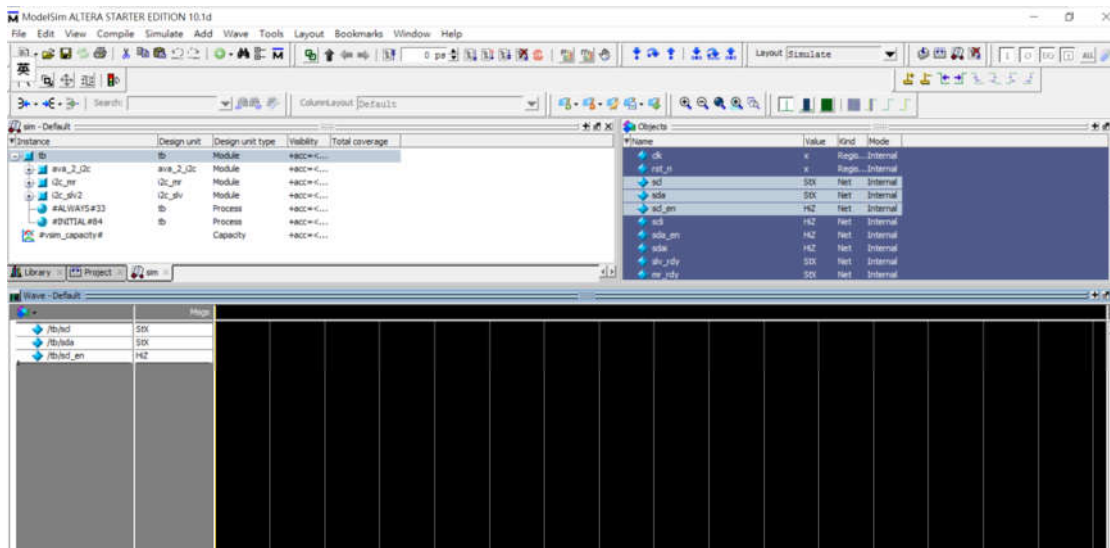 ModelSim ALTERA STARTER EDITION 10.1d
File Edit View Compile Simulate Add Wave Tools Layout Bookmarks Window Help
0 ps
Layout Simulate
英
Search:
ColumnLayout Default
sim - Default
Instance Design unit Design unit type Visibility Total coverage
tb tb Module +acc=<...
ava_2_i2c ava_2_i2c Module +acc=<...
i2c_mr i2c_mr Module +acc=<...
i2c_slv2 i2c_slv Module +acc=<...
#ALWAYS#33 tb Process +acc=<...
#INITIAL#84 tb Process +acc=<...
#vsim_capacity# Capacity +acc=<...
Library Project sim
Objects
Name Value Kind Mode
clk x Regis... Internal
rst_n x Regis... Internal
scl StX Net Internal
sda StX Net Internal
scl_en HiZ Net Internal
HiZ Net Internal
sda_en HiZ Net Internal
sdai HiZ Net Internal
slv_rdy StX Net Internal
mr_rdy StX Net Internal
Wave - Default
Msgs
/tb/scl StX
/tb/sda StX
/tb/scl_en HiZ